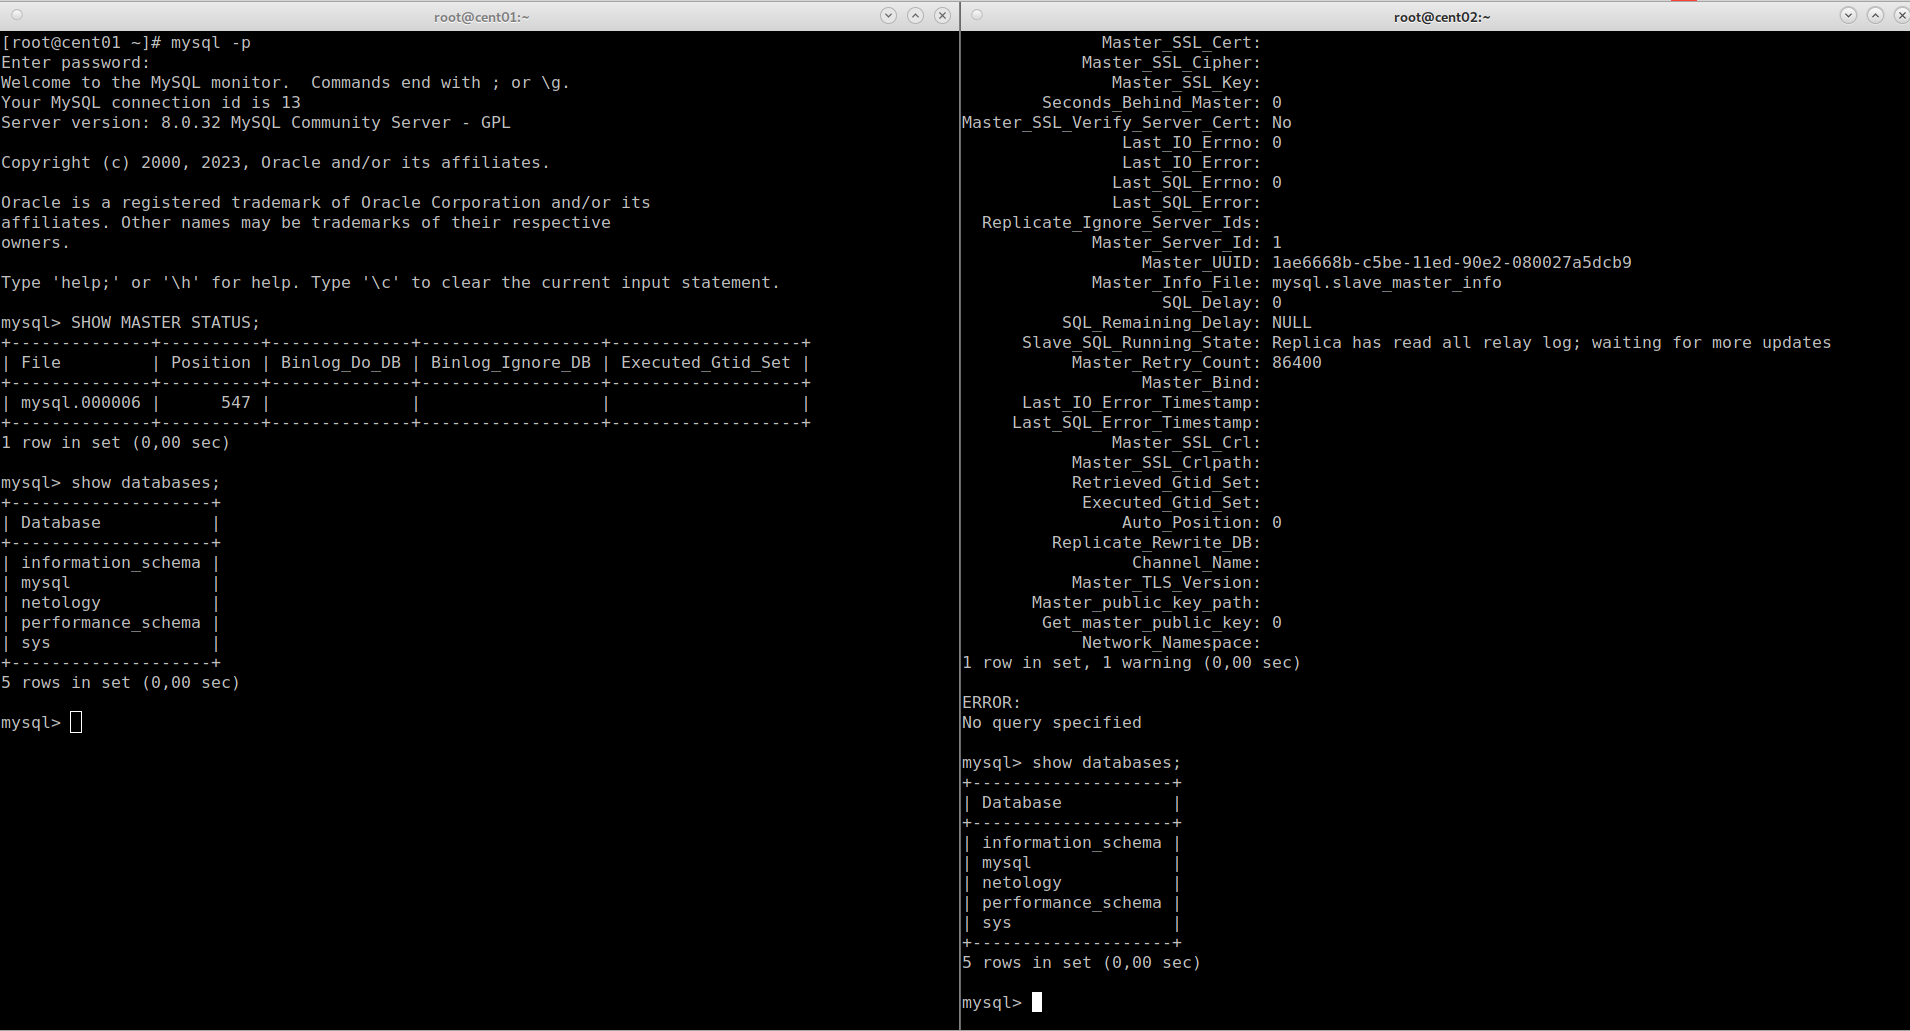 root@cent01:~
[root@cent01 ~]# mysql -p
Enter password:
Welcome to the MySQL monitor.  Commands end with ; or \g.
Your MySQL connection id is 13
Server version: 8.0.32 MySQL Community Server - GPL

Copyright (c) 2000, 2023, Oracle and/or its affiliates.

Oracle is a registered trademark of Oracle Corporation and/or its
affiliates. Other names may be trademarks of their respective
owners.

Type 'help;' or '\h' for help. Type '\c' to clear the current input statement.

mysql> SHOW MASTER STATUS;
+--------------+----------+--------------+------------------+-------------------+
| File         | Position | Binlog_Do_DB | Binlog_Ignore_DB | Executed_Gtid_Set |
+--------------+----------+--------------+------------------+-------------------+
| mysql.000006 |      547 |              |                  |                   |
+--------------+----------+--------------+------------------+-------------------+
1 row in set (0,00 sec)

mysql> show databases;
+--------------------+
| Database           |
+--------------------+
| information_schema |
| mysql              |
| netology           |
| performance_schema |
| sys                |
+--------------------+
5 rows in set (0,00 sec)

mysql>
root@cent02:~
              Master_SSL_Cert:
            Master_SSL_Cipher:
               Master_SSL_Key:
        Seconds_Behind_Master: 0
Master_SSL_Verify_Server_Cert: No
                Last_IO_Errno: 0
                Last_IO_Error:
               Last_SQL_Errno: 0
               Last_SQL_Error:
  Replicate_Ignore_Server_Ids:
             Master_Server_Id: 1
                  Master_UUID: 1ae6668b-c5be-11ed-90e2-080027a5dcb9
             Master_Info_File: mysql.slave_master_info
                    SQL_Delay: 0
          SQL_Remaining_Delay: NULL
      Slave_SQL_Running_State: Replica has read all relay log; waiting for more updates
           Master_Retry_Count: 86400
                  Master_Bind:
      Last_IO_Error_Timestamp:
     Last_SQL_Error_Timestamp:
               Master_SSL_Crl:
           Master_SSL_Crlpath:
           Retrieved_Gtid_Set:
            Executed_Gtid_Set:
                Auto_Position: 0
         Replicate_Rewrite_DB:
                 Channel_Name:
           Master_TLS_Version:
       Master_public_key_path:
        Get_master_public_key: 0
            Network_Namespace:
1 row in set, 1 warning (0,00 sec)

ERROR:
No query specified

mysql> show databases;
+--------------------+
| Database           |
+--------------------+
| information_schema |
| mysql              |
| netology           |
| performance_schema |
| sys                |
+--------------------+
5 rows in set (0,00 sec)

mysql>